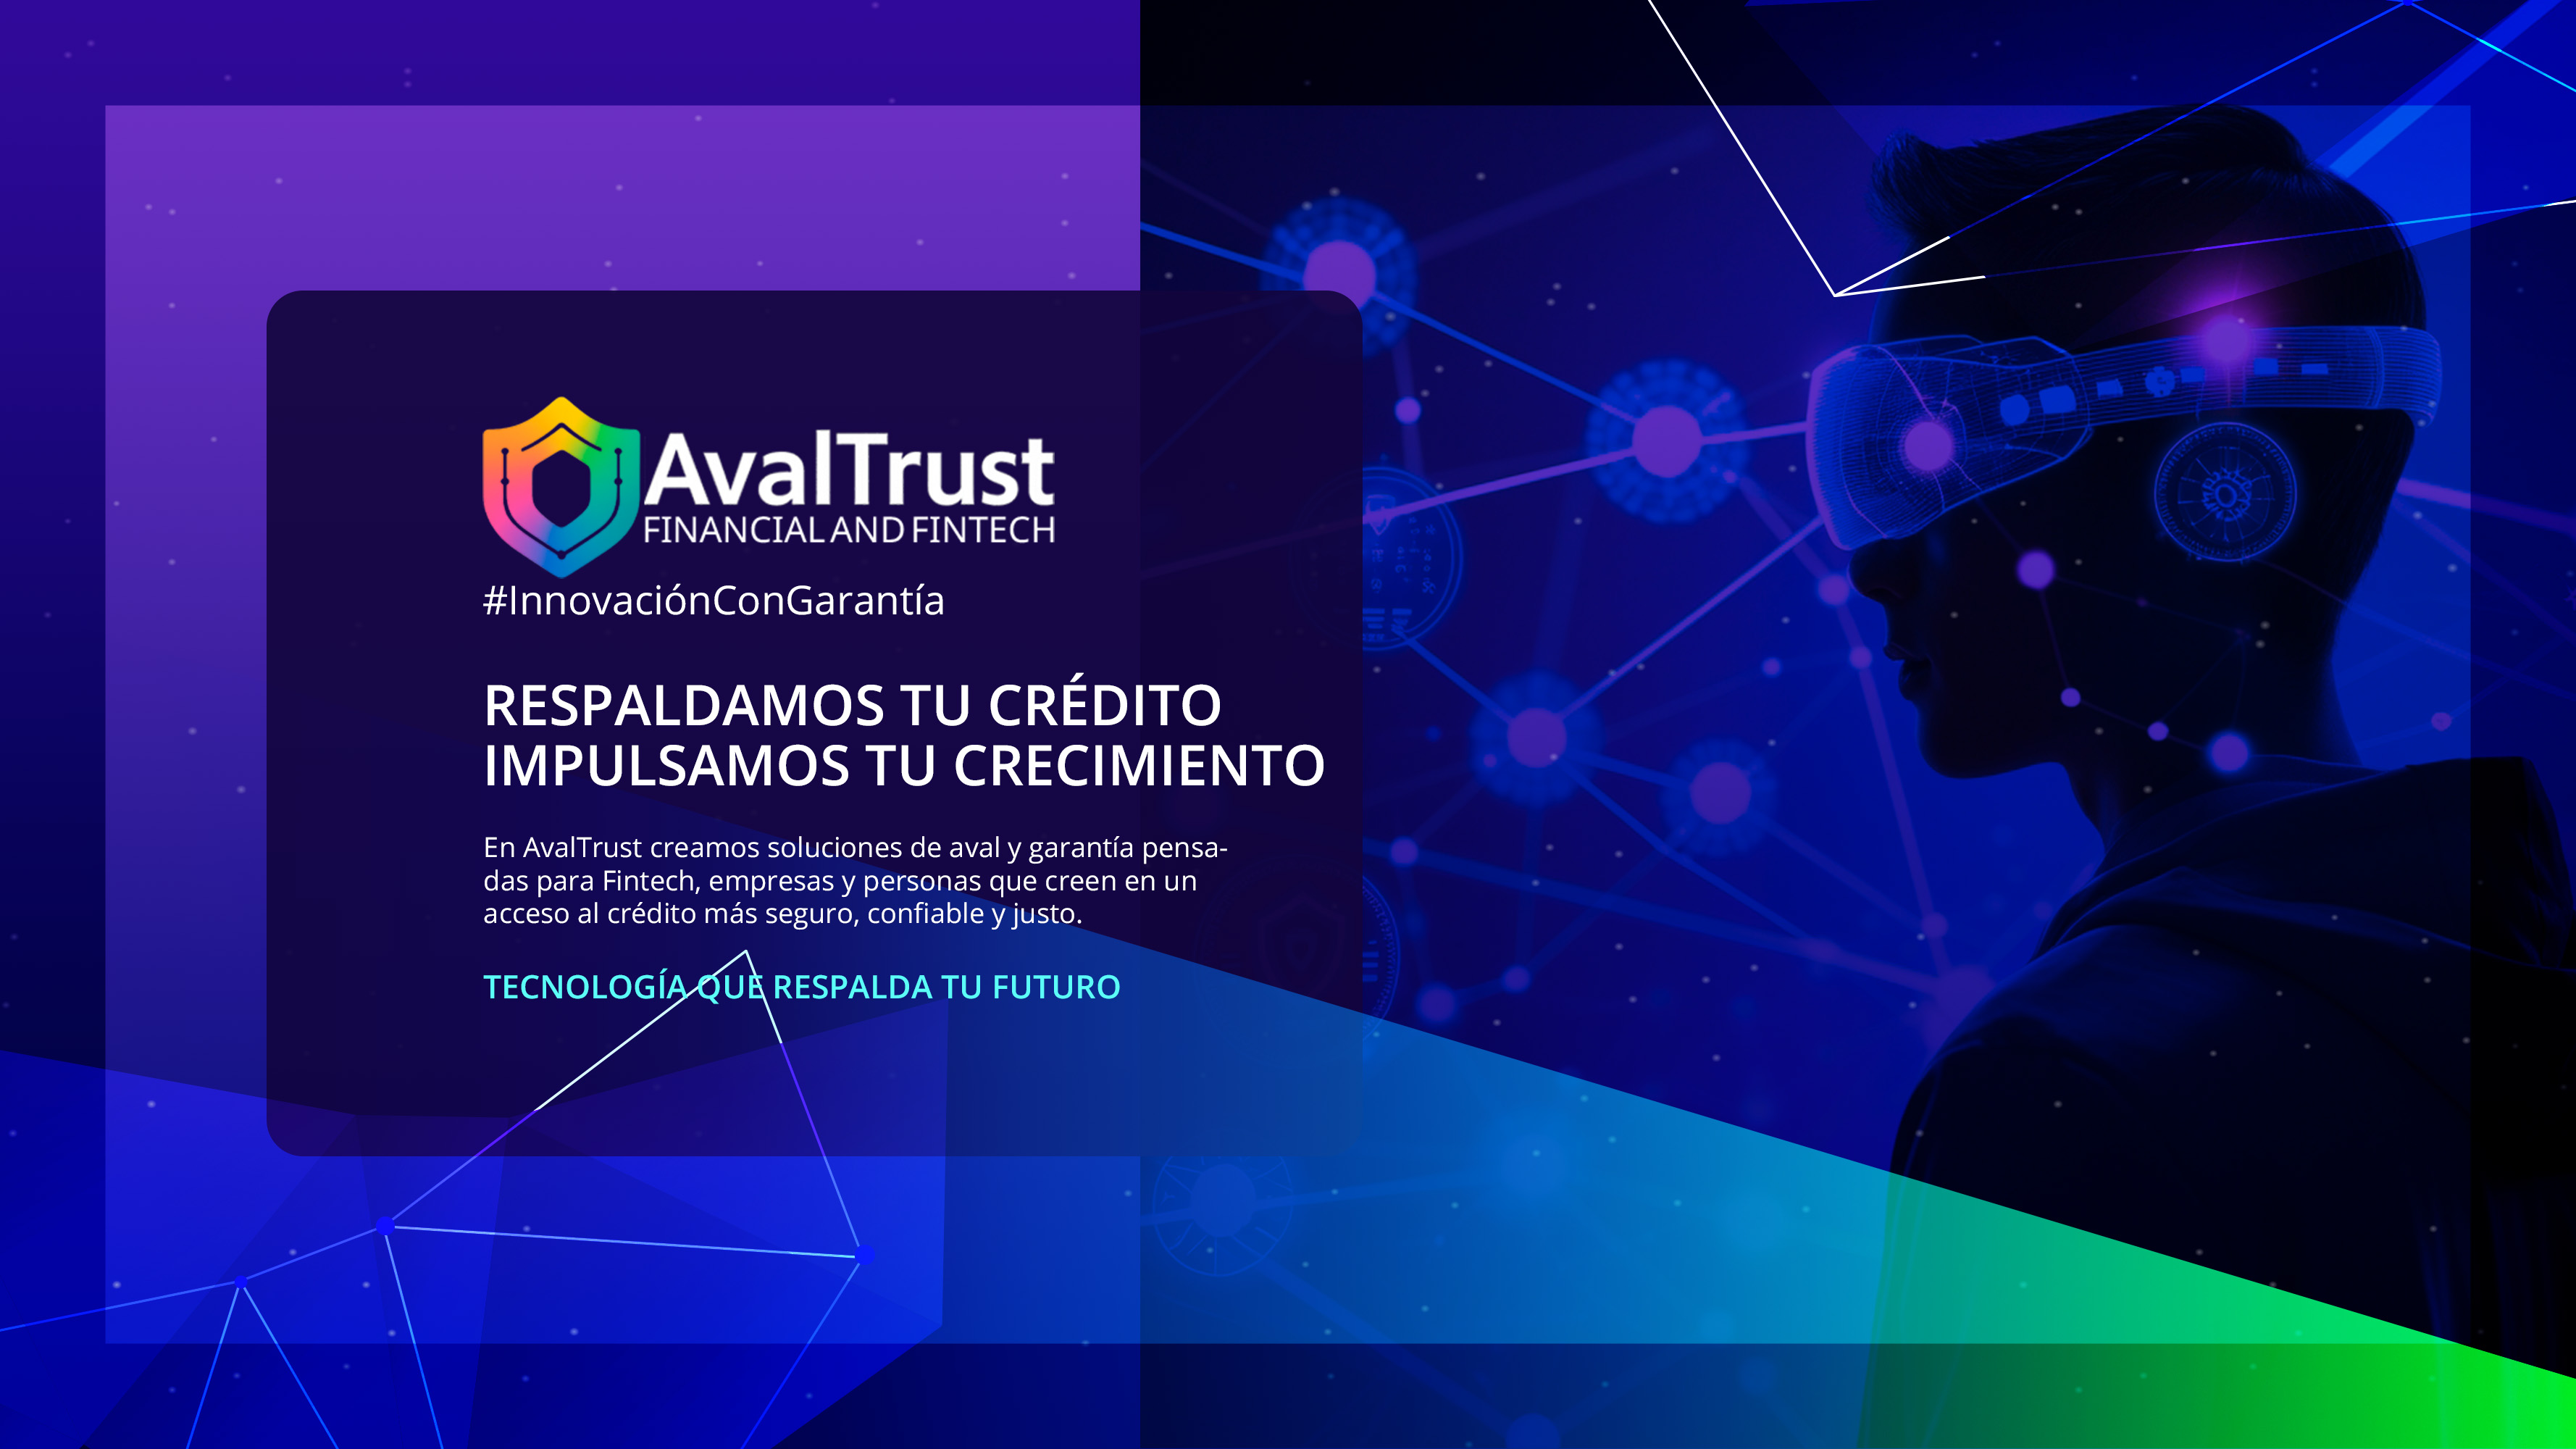 AvalTrust
FINANCIAL AND FINTECH
#InnovaciónConGarantía
RESPALDAMOS TU CRÉDITO
IMPULSAMOS TU CRECIMIENTO
En AvalTrust creamos soluciones de aval y garantía pensa-
das para Fintech, empresas y personas que creen en un
acceso al crédito más seguro, confiable y justo.
TECNOLOGÍA QUE RESPALDA TU FUTURO